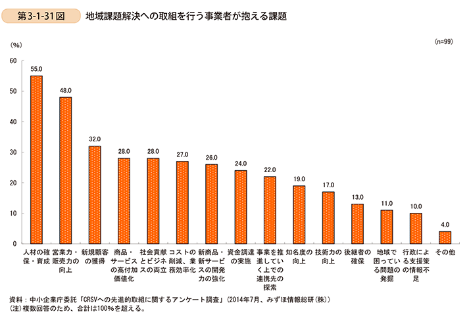 第3-1-31図 地域課題解決への取組を行う事業者が抱える課題
(%)
(n=99)
60
50
40
30
20
10
0
55.0
48.0
32.0
28.0
28.0
27.0
26.0
24.0
22.0
19.0
17.0
13.0
11.0
10.0
4.0
人材の確
保・育成
営業力・
販売力の
向上
新規顧客
の獲得
商品・
サービス
の高付加
価値化
社会貢献
とビジネ
スの両立
コストの
削減、業
務効率化
新商品・
新サービ
スの開発
力の強化
資金調達
の実施
事業を推
進してい
く上での
連携先の
探索
知名度の
向上
技術力の
向上
後継者の
確保
地域で
困ってい
る問題の
発掘
行政によ
る支援策
の情報不
足
その他
資料：中小企業庁委託「CRSVへの先進的取組に関するアンケート調査」(2014年7月、みずほ情報総研(株))
(注)複数回答のため、合計は100%を超える。